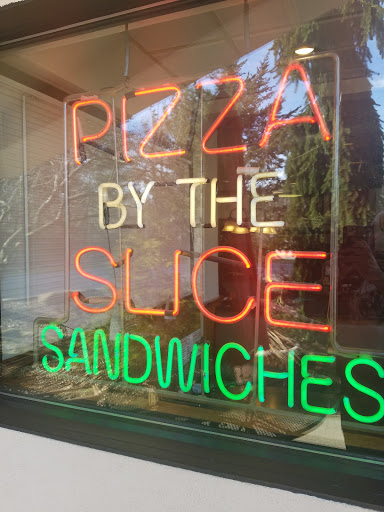 PIZZA
BY THE
SLICE
SANDWICHES